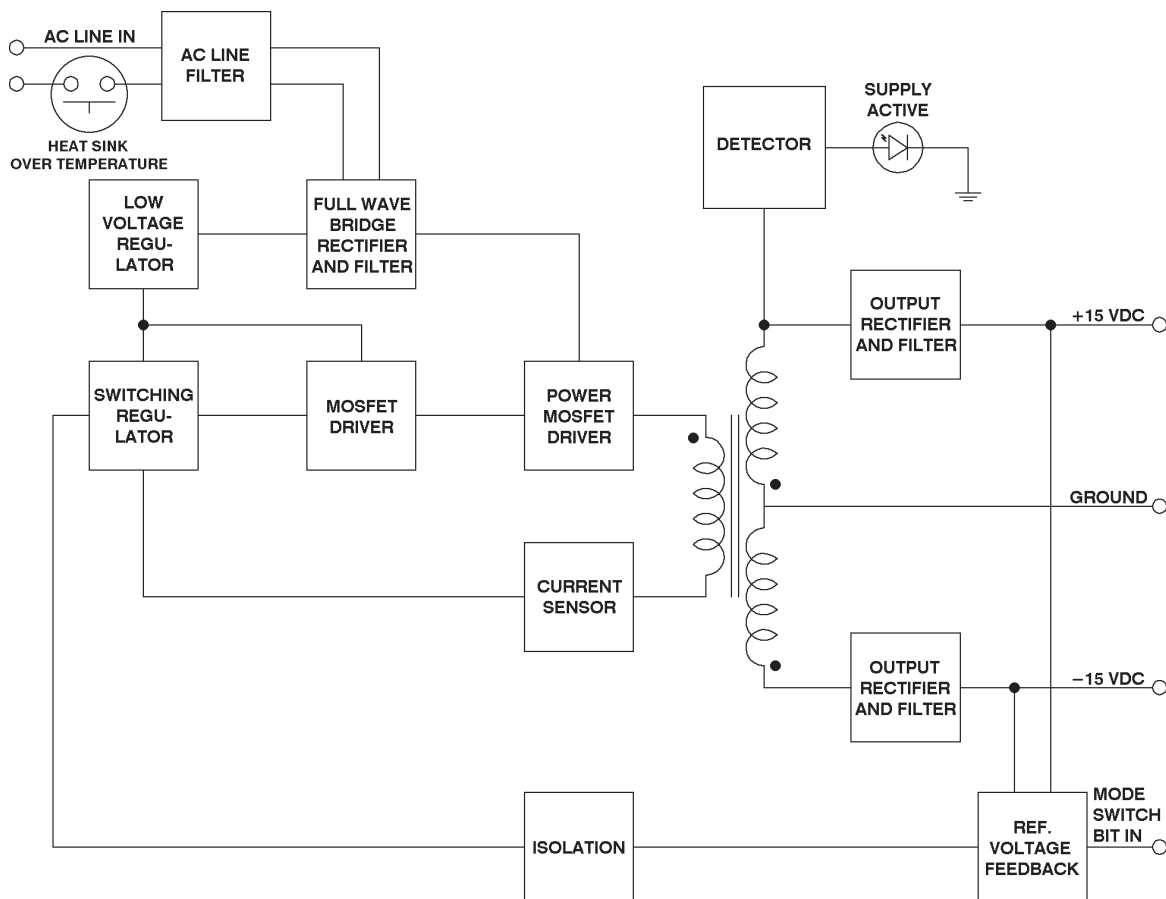 AC LINE IN
AC LINE
FILTER
HEAT SINK
OVER TEMPERATURE
SUPPLY
ACTIVE
DETECTOR
LOW
VOLTAGE
REGU-
LATOR
FULL WAVE
BRIDGE
RECTIFIER
AND FILTER
OUTPUT
RECTIFIER
AND FILTER
+15 VDC
SWITCHING
REGU-
LATOR
MOSFET
DRIVER
POWER
MOSFET
DRIVER
GROUND
CURRENT
SENSOR
OUTPUT
RECTIFIER
AND FILTER
−15 VDC
ISOLATION
REF.
VOLTAGE
FEEDBACK
MODE
SWITCH
BIT IN